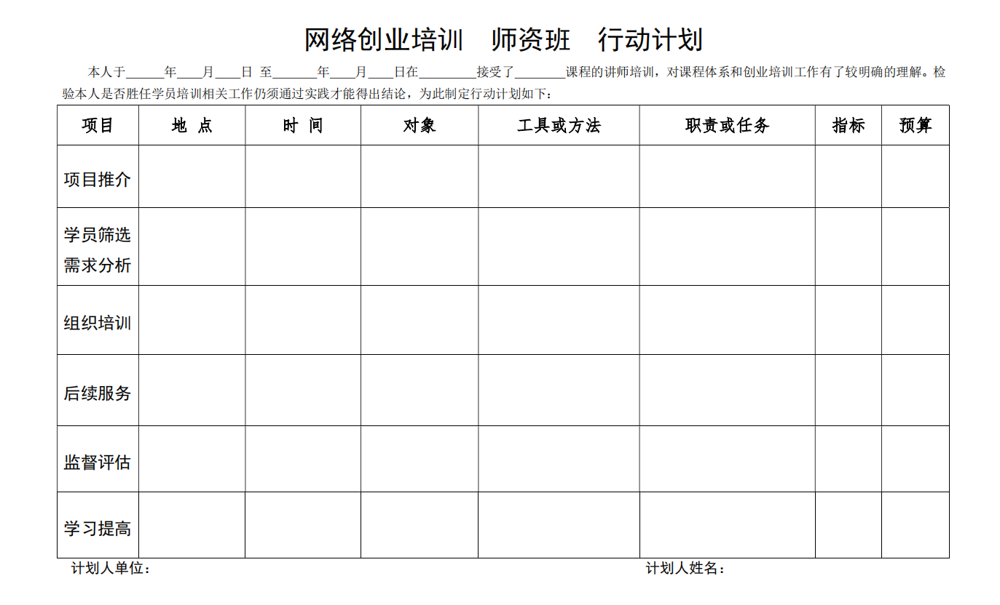 网络创业培训 师资班 行动计划
本人于______年____月____日 至_______年____月____日在_________接受了________课程的讲师培训，对课程体系和创业培训工作有了较明确的理解。检
验本人是否胜任学员培训相关工作仍须通过实践才能得出结论，为此制定行动计划如下：
项目 地 点 时 间 对象 工具或方法 职责或任务 指标 预算
项目推介
学员筛选
需求分析
组织培训
后续服务
监督评估
学习提高
计划人单位： 计划人姓名：